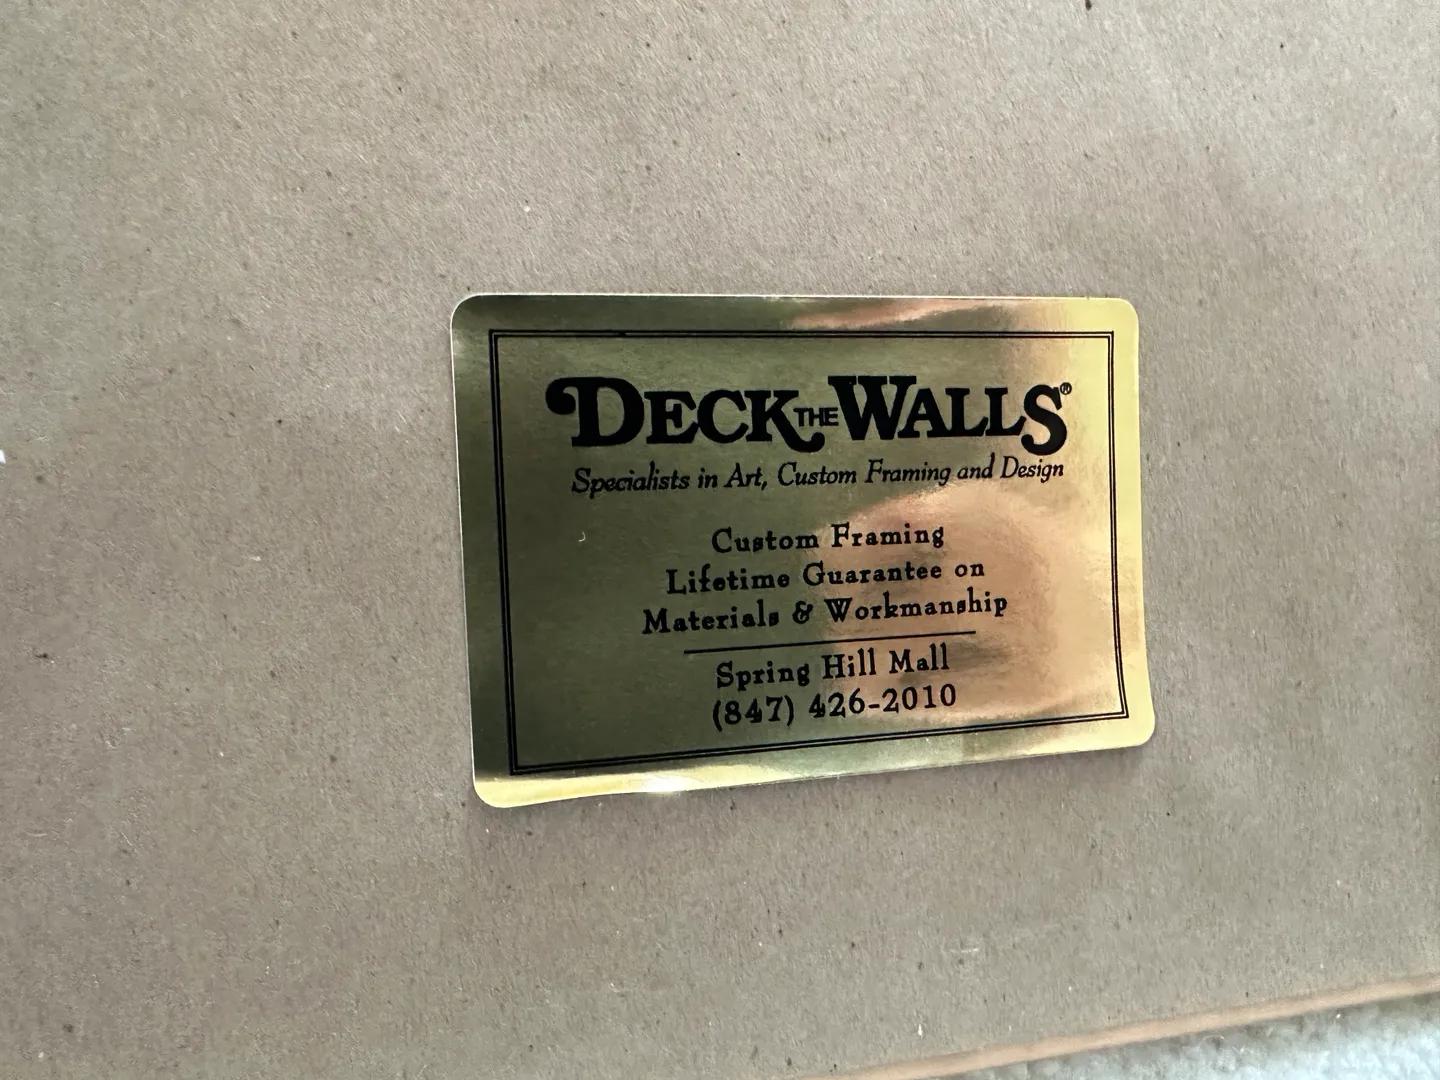 DECK THE WALLS®
Specialists in Art, Custom Framing and Design
Custom Framing
Lifetime Guarantee on
Materials & Workmanship
Spring Hill Mall
(847) 426-2010